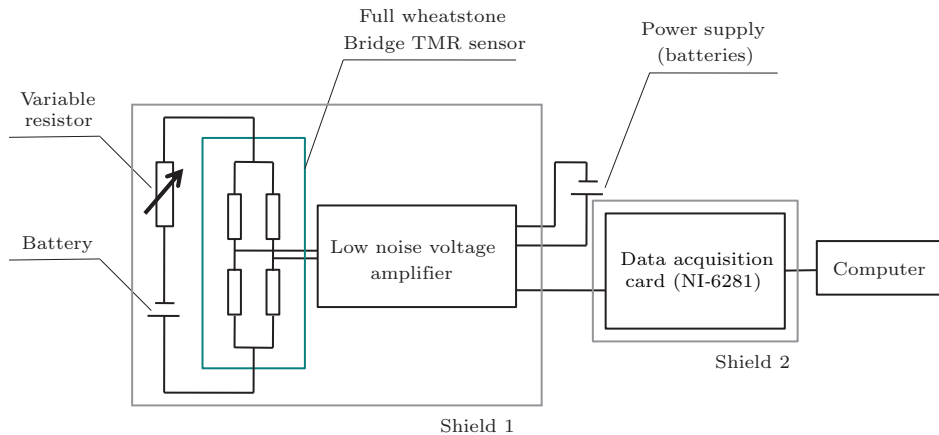 Full wheatstone
Bridge TMR sensor
Power supply
(batteries)
Variable
resistor
Battery
Low noise voltage
amplifier
Data acquisition
card (NI-6281)
Computer
Shield 2
Shield 1